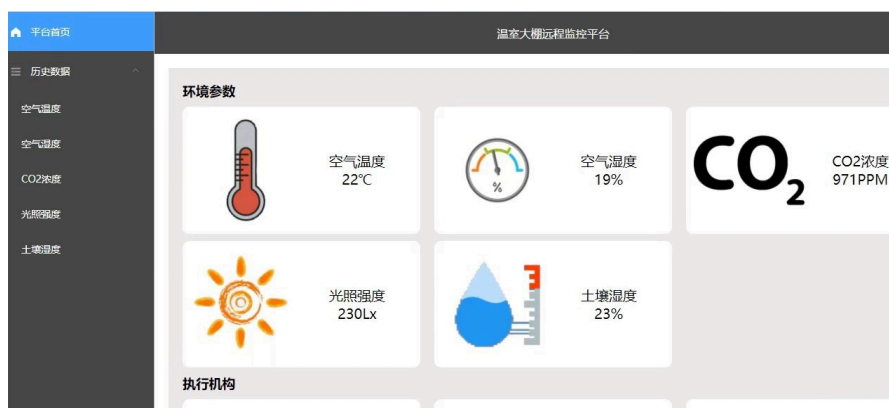 平台首页
温室大棚远程监控平台
历史数据
空气温度
空气湿度
CO2浓度
光照强度
土壤湿度
环境参数
空气温度
22℃
%
空气湿度
19%
CO2
CO2浓度
971PPM
光照强度
230Lx
土壤湿度
23%
执行机构